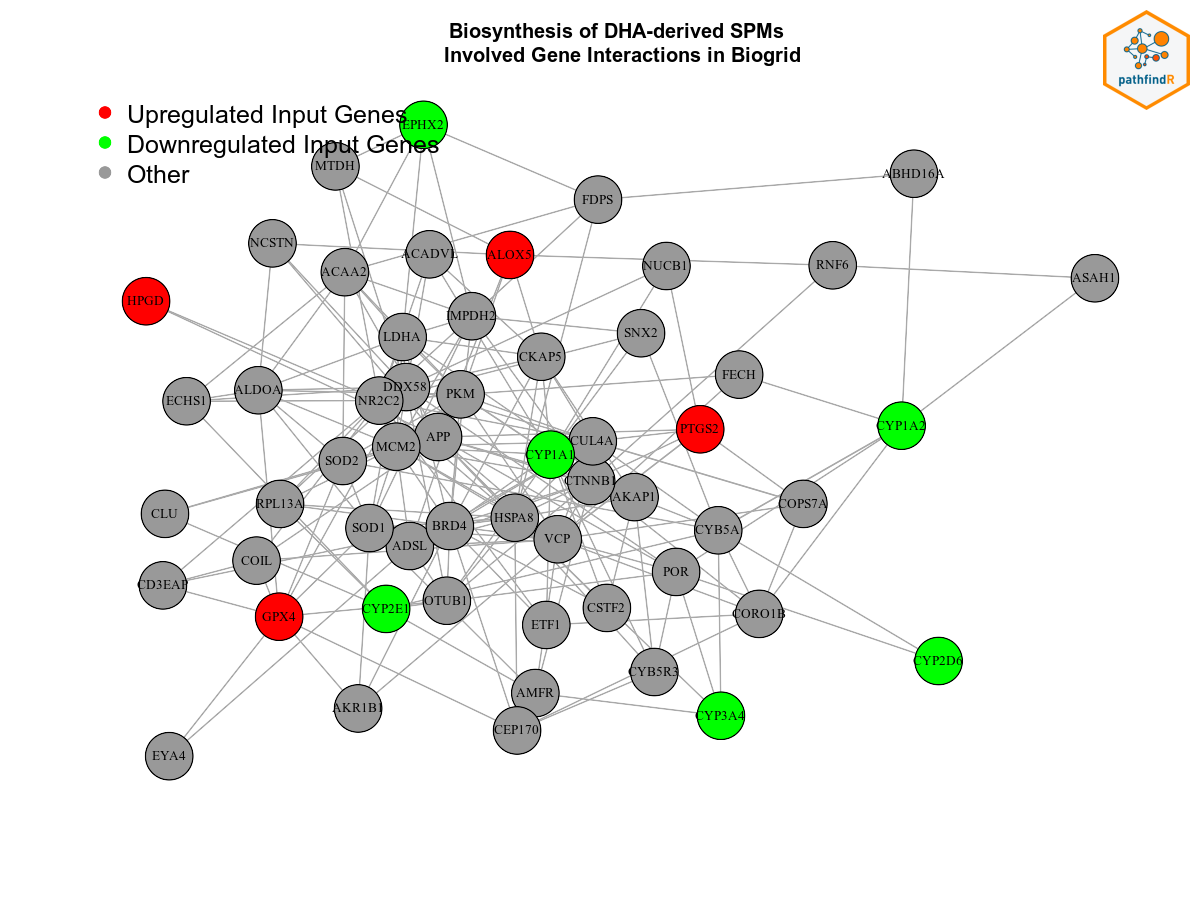 Biosynthesis of DHA-derived SPMs
Involved Gene Interactions in Biogrid
pathfindR
Upregulated Input Genes
Downregulated Input Genes
Other
EPHX2
MTDH
ABHD16A
FDPS
NCSTN
ACADVL
ALOX5
ACAA2
NUCB1
RNF6
ASAH1
HPGD
IMPDH2
LDHA
SNX2
CKAP5
FECH
DDX58
ECHS1
ALDOA
NR2C2
PKM
PTGS2
CYP1A2
APP
MCM2
CUL4A
CYP1A1
SOD2
CTNNB1
AKAP1
RPL13A
COPS7A
CLU
HSPA8
SOD1
BRD4
CYB5A
VCP
ADSL
COIL
POR
CD3EAP
OTUB1
CYP2E1
CSTF2
CORO1B
GPX4
ETF1
CYP2D6
CYB5R3
AMFR
AKR1B1
CYP3A4
CEP170
EYA4